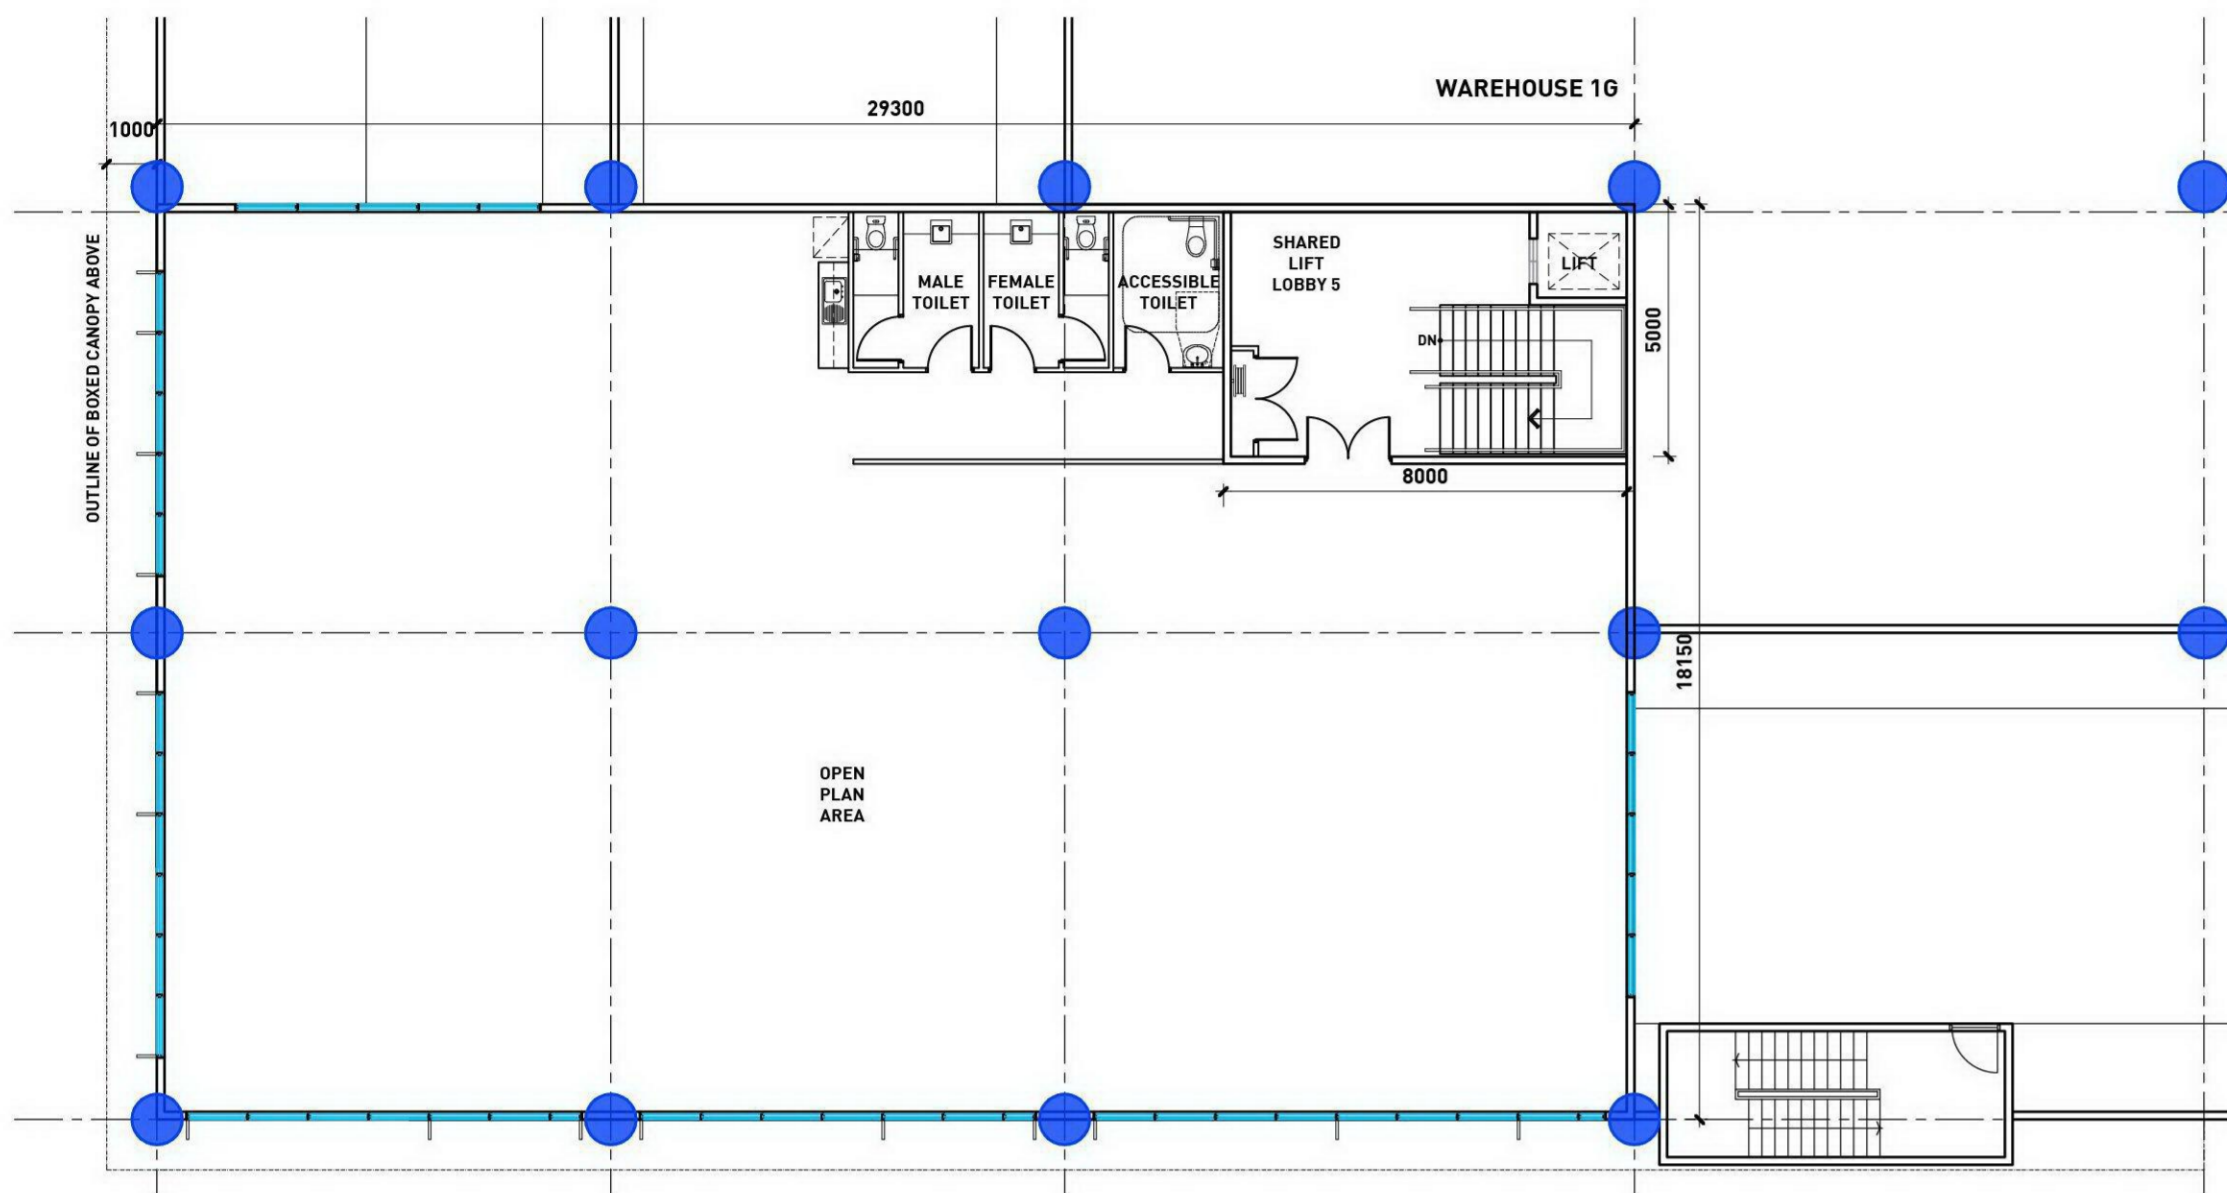 WAREHOUSE 1G
29300
1000
OUTLINE OF BOXED CANOPY ABOVE
MALE
TOILET
FEMALE
TOILET
ACCESSIBLE
TOILET
SHARED
LIFT
LOBBY 5
LIFT
DN
5000
8000
18150
OPEN
PLAN
AREA